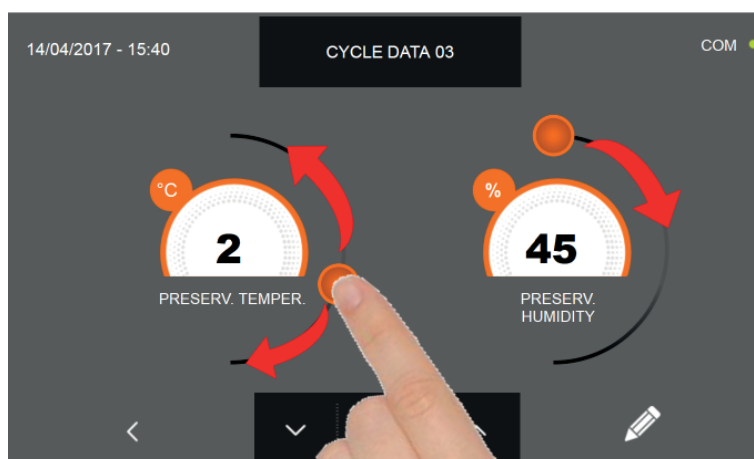 14/04/2017 - 15:40
CYCLE DATA 03
COM
°C
2
PRESERV. TEMPER.
%
45
PRESERV.
HUMIDITY